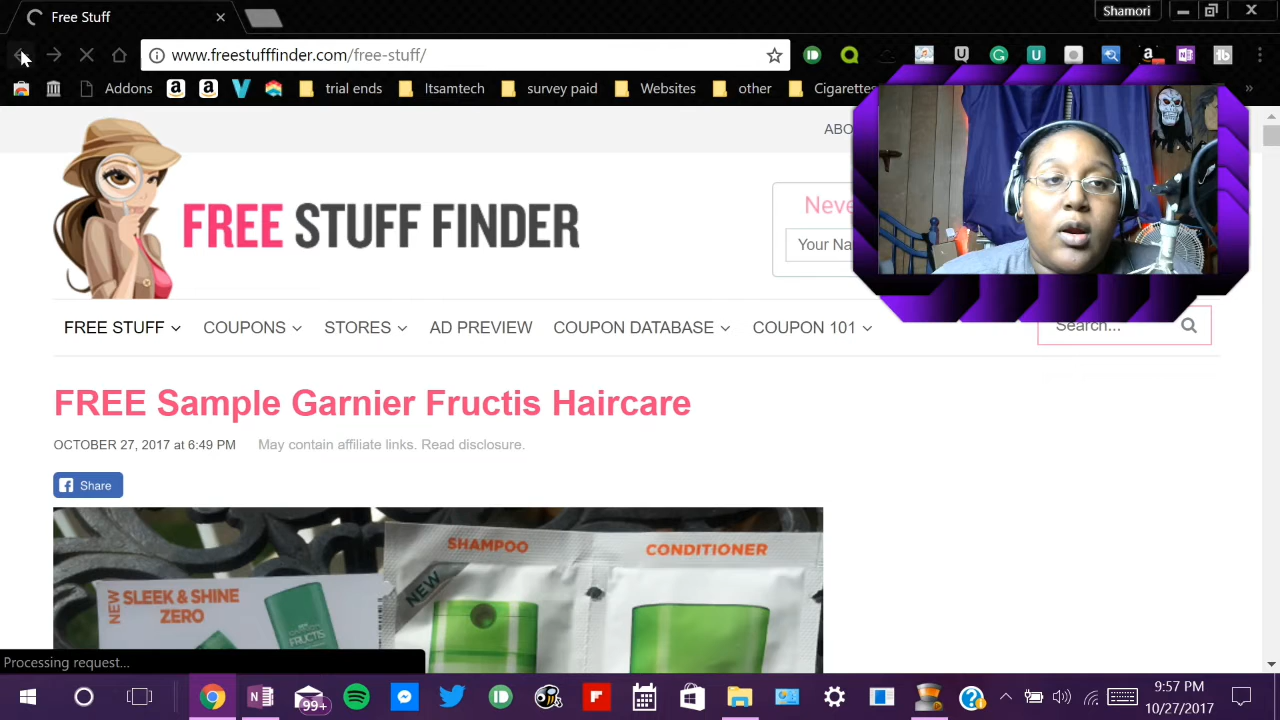 Free Stuff
Shamori
www.freestufffinder.com/free-stuff/
Addons
trial ends
Itsamtech
survey paid
Websites
other
Cigarettes
ABO
FREE STUFF FINDER
Neve
Your Na
FREE STUFF
COUPONS
STORES
AD PREVIEW
COUPON DATABASE
COUPON 101
Search...
FREE Sample Garnier Fructis Haircare
OCTOBER 27, 2017 at 6:49 PM
May contain affiliate links. Read disclosure.
Share
SHAMPOO
CONDITIONER
NEW
NEW
SLEEK & SHINE
ZERO
FRUCTIS
Processing request...
99+
9:57 PM
10/27/2017